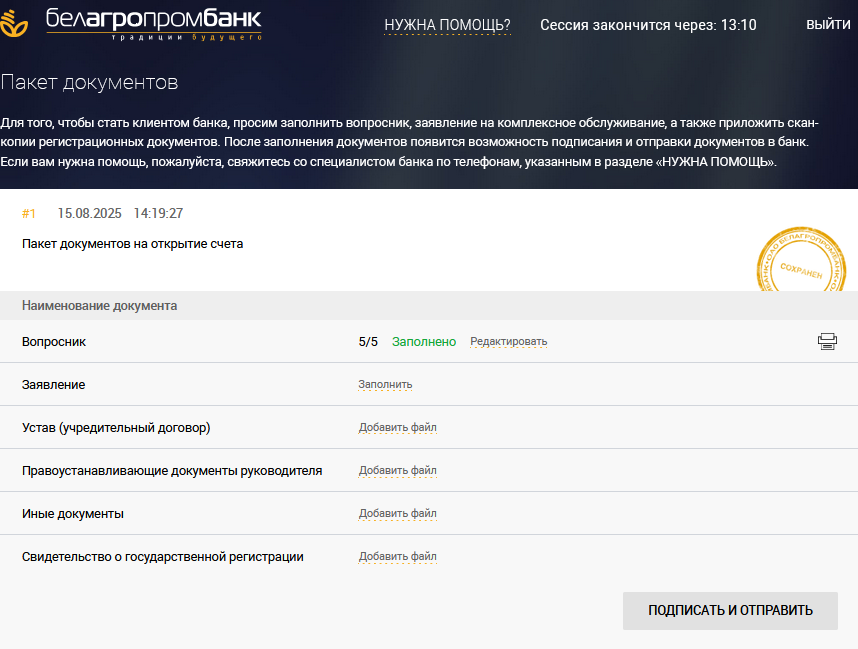 белагропромбанк
традиции будущего
НУЖНА ПОМОЩЬ?
Сессия закончится через: 13:10
ВЫЙТИ
Пакет документов
Для того, чтобы стать клиентом банка, просим заполнить вопросник, заявление на комплексное обслуживание, а также приложить скан-
копии регистрационных документов. После заполнения документов появится возможность подписания и отправки документов в банк.
Если вам нужна помощь, пожалуйста, свяжитесь со специалистом банка по телефонам, указанным в разделе «НУЖНА ПОМОЩЬ».
#1 15.08.2025 14:19:27
Пакет документов на открытие счета
ОАО БЕЛАГРОПРОМБАНК
СОХРАНЕН
Наименование документа
Вопросник 5/5 Заполнено Редактировать
Заявление Заполнить
Устав (учредительный договор) Добавить файл
Правоустанавливающие документы руководителя Добавить файл
Иные документы Добавить файл
Свидетельство о государственной регистрации Добавить файл
ПОДПИСАТЬ И ОТПРАВИТЬ